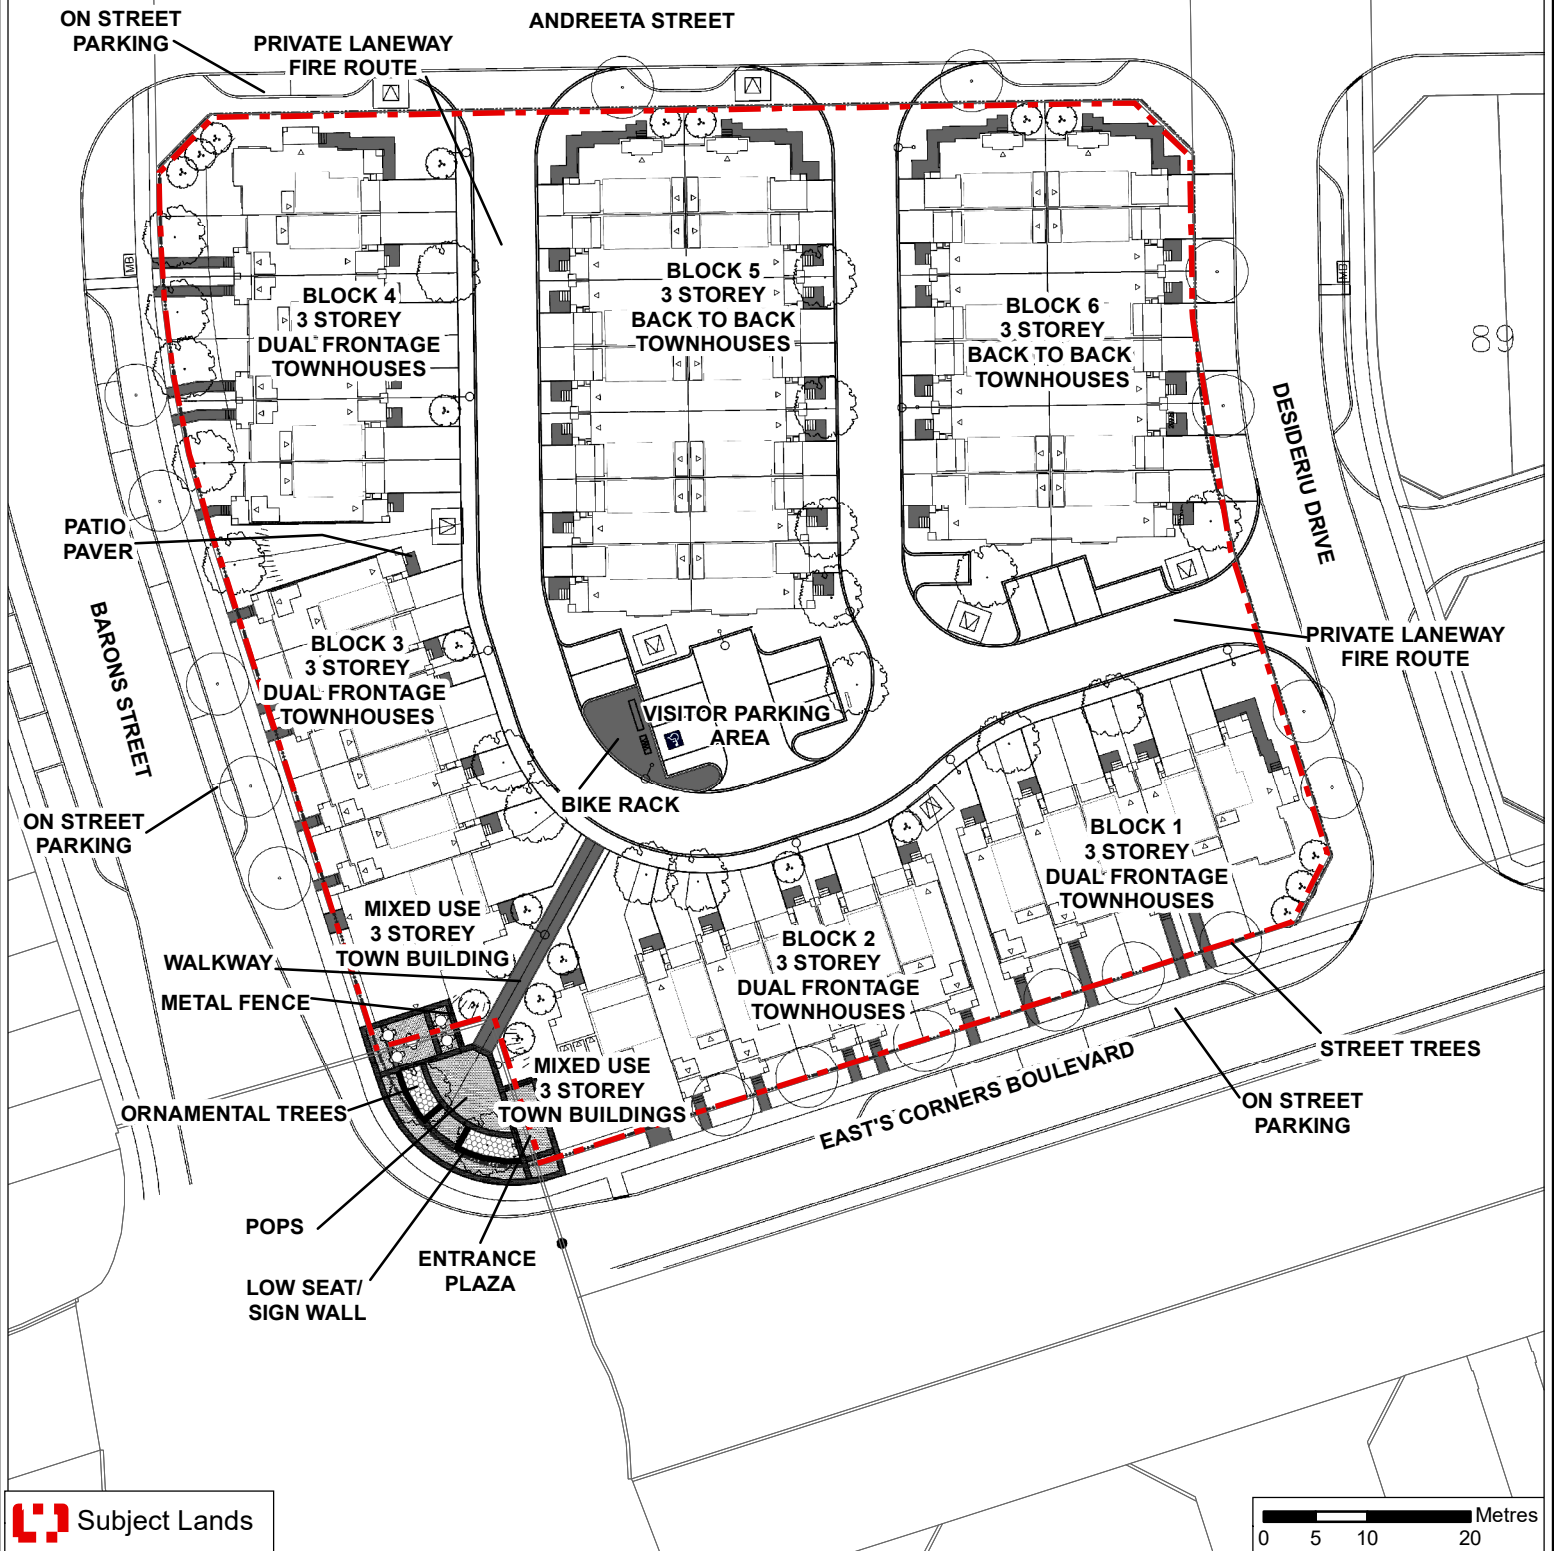 ANDREETA STREET
ON STREET
PARKING
PRIVATE LANEWAY
FIRE ROUTE
MB
BLOCK 4
3 STOREY
DUAL FRONTAGE
TOWNHOUSES
BLOCK 5
3 STOREY
BACK TO BACK
TOWNHOUSES
BLOCK 6
3 STOREY
BACK TO BACK
TOWNHOUSES
89
DESIDERIU DRIVE
PATIO
PAVER
BARONS STREET
BLOCK 3
3 STOREY
DUAL FRONTAGE
TOWNHOUSES
PRIVATE LANEWAY
FIRE ROUTE
VISITOR PARKING
AREA
BIKE RACK
ON STREET
PARKING
BLOCK 1
3 STOREY
DUAL FRONTAGE
TOWNHOUSES
MIXED USE
3 STOREY
TOWN BUILDING
BLOCK 2
3 STOREY
DUAL FRONTAGE
TOWNHOUSES
WALKWAY
METAL FENCE
MIXED USE
3 STOREY
TOWN BUILDINGS
ORNAMENTAL TREES
EAST'S CORNERS BOULEVARD
STREET TREES
ON STREET
PARKING
POPS
ENTRANCE
PLAZA
LOW SEAT/
SIGN WALL
Subject Lands
Metres
0 5 10 20